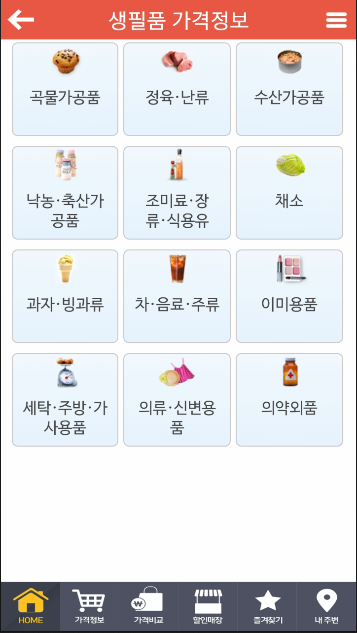 생필품 가격정보
곡물가공품
정육·난류
수산가공품
낙농·축산가
공품
조미료·장
류·식용유
채소
과자·빙과류
차·음료·주류
이미용품
세탁·주방·가
사용품
의류·신변용
품
의약외품
HOME
가격정보
가격비교
할인매장
즐겨찾기
내 주변